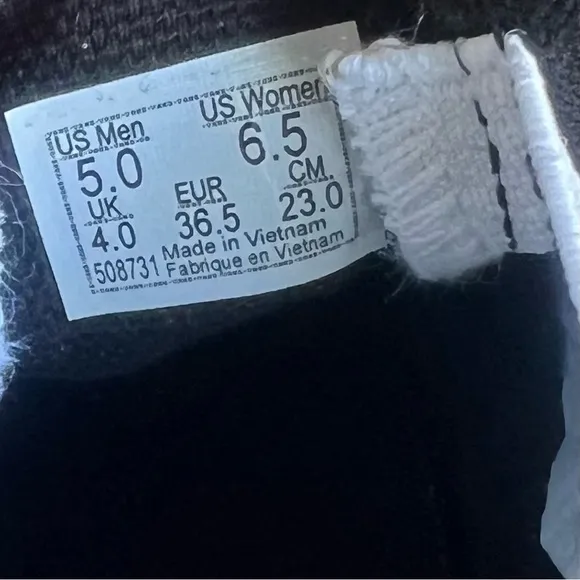 US Men US Women
5.0 6.5
UK EUR CM.
4.0 36.5 23.0
508731 Made in Vietnam
Fabrique en Vietnam